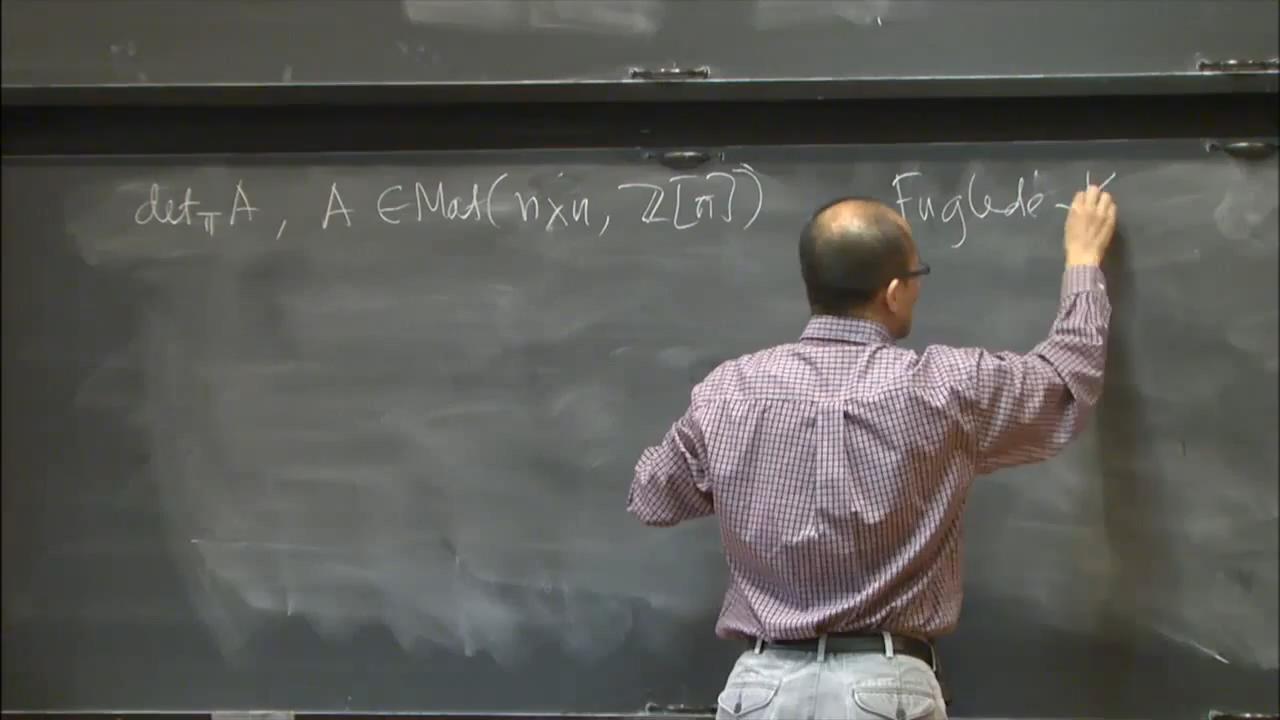 det_π A , A ∈ Mat(n×n, ℤ[π]) Fuglede - K